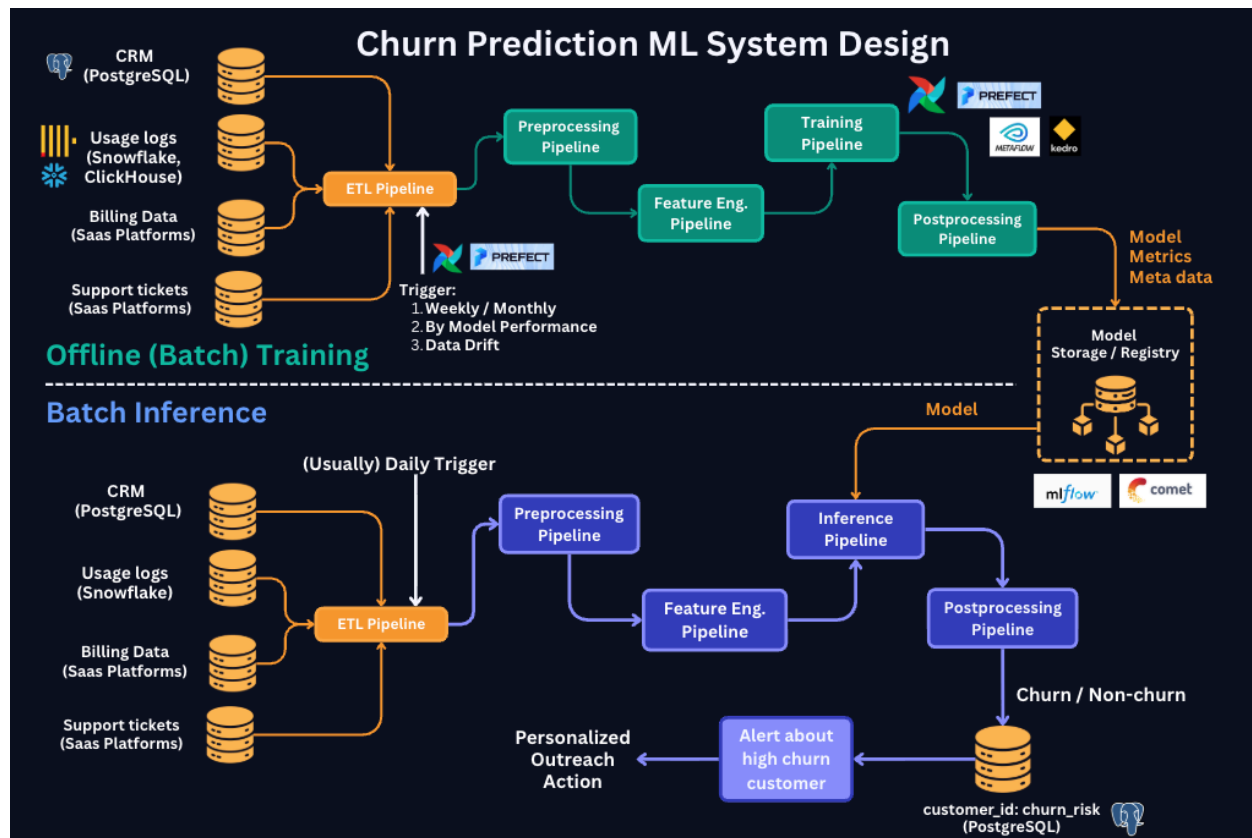 Churn Prediction ML System Design
CRM
(PostgreSQL)
Usage logs
(Snowflake,
ClickHouse)
Billing Data
(Saas Platforms)
Support tickets
(Saas Platforms)
ETL Pipeline
PREFECT
Trigger:
1. Weekly / Monthly
2. By Model Performance
3. Data Drift
Preprocessing
Pipeline
Feature Eng.
Pipeline
Training
Pipeline
PREFECT
METAFLOW
kedro
Postprocessing
Pipeline
Model
Metrics
Meta data
Model
Storage / Registry
mlflow
comet
Offline (Batch) Training
Batch Inference
Model
(Usually) Daily Trigger
CRM
(PostgreSQL)
Usage logs
(Snowflake)
Billing Data
(Saas Platforms)
Support tickets
(Saas Platforms)
ETL Pipeline
Preprocessing
Pipeline
Feature Eng.
Pipeline
Inference
Pipeline
Postprocessing
Pipeline
Churn / Non-churn
customer_id: churn_risk
(PostgreSQL)
Alert about
high churn
customer
Personalized
Outreach
Action